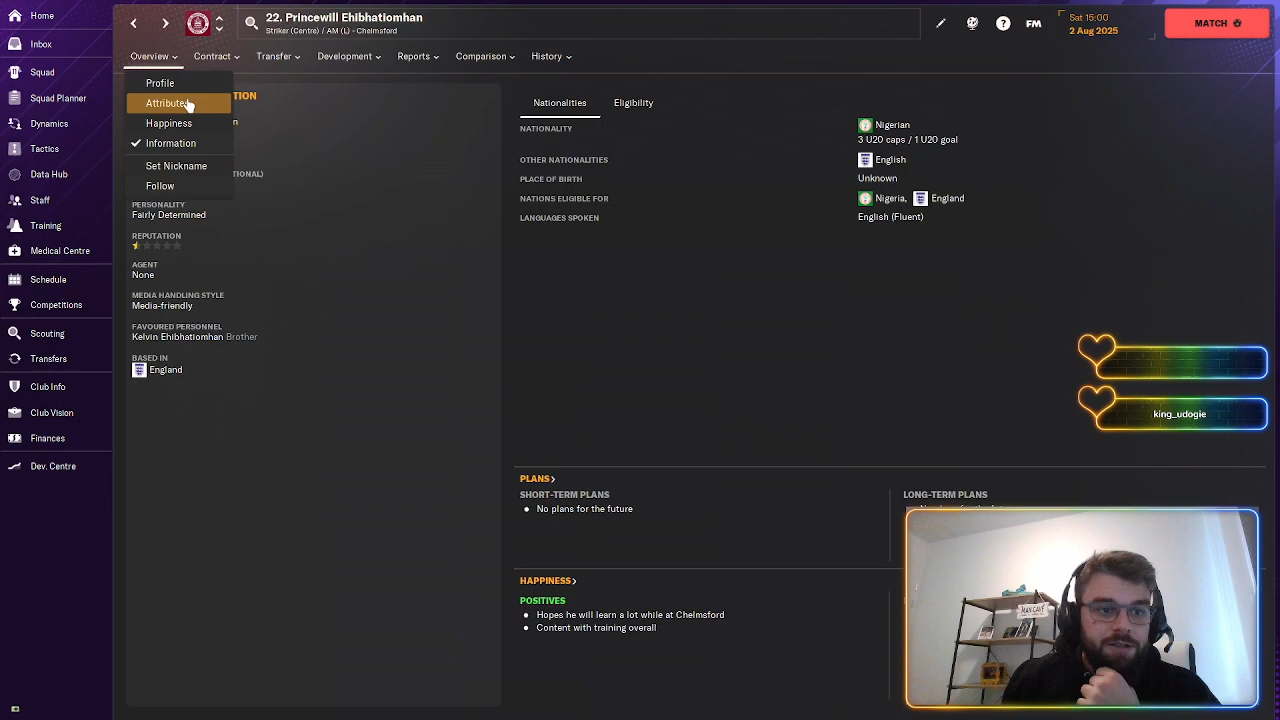 Home
Inbox
Squad
Squad Planner
Dynamics
Tactics
Data Hub
Staff
Training
Medical Centre
Schedule
Competitions
Scouting
Transfers
Club Info
Club Vision
Finances
Dev. Centre
22. Princewill Ehibhatiomhan
Striker (Centre) / AM (L) - Chelmsford
FM
Sat 15:00
2 Aug 2025
MATCH
Overview
Contract
Transfer
Development
Reports
Comparison
History
Profile
Attributes
Happiness
Information
Set Nickname
Follow
PERSONALITY
Fairly Determined
REPUTATION
AGENT
None
MEDIA HANDLING STYLE
Media-friendly
FAVOURED PERSONNEL
Kelvin Ehibhatiomhan Brother
BASED IN
England
Nationalities
Eligibility
NATIONALITY
Nigerian
3 U20 caps / 1 U20 goal
OTHER NATIONALITIES
English
PLACE OF BIRTH
Unknown
NATIONS ELIGIBLE FOR
Nigeria, England
LANGUAGES SPOKEN
English (Fluent)
king_udogie
PLANS
SHORT-TERM PLANS
No plans for the future
LONG-TERM PLANS
HAPPINESS
POSITIVES
Hopes he will learn a lot while at Chelmsford
Content with training overall
MAN CAVE